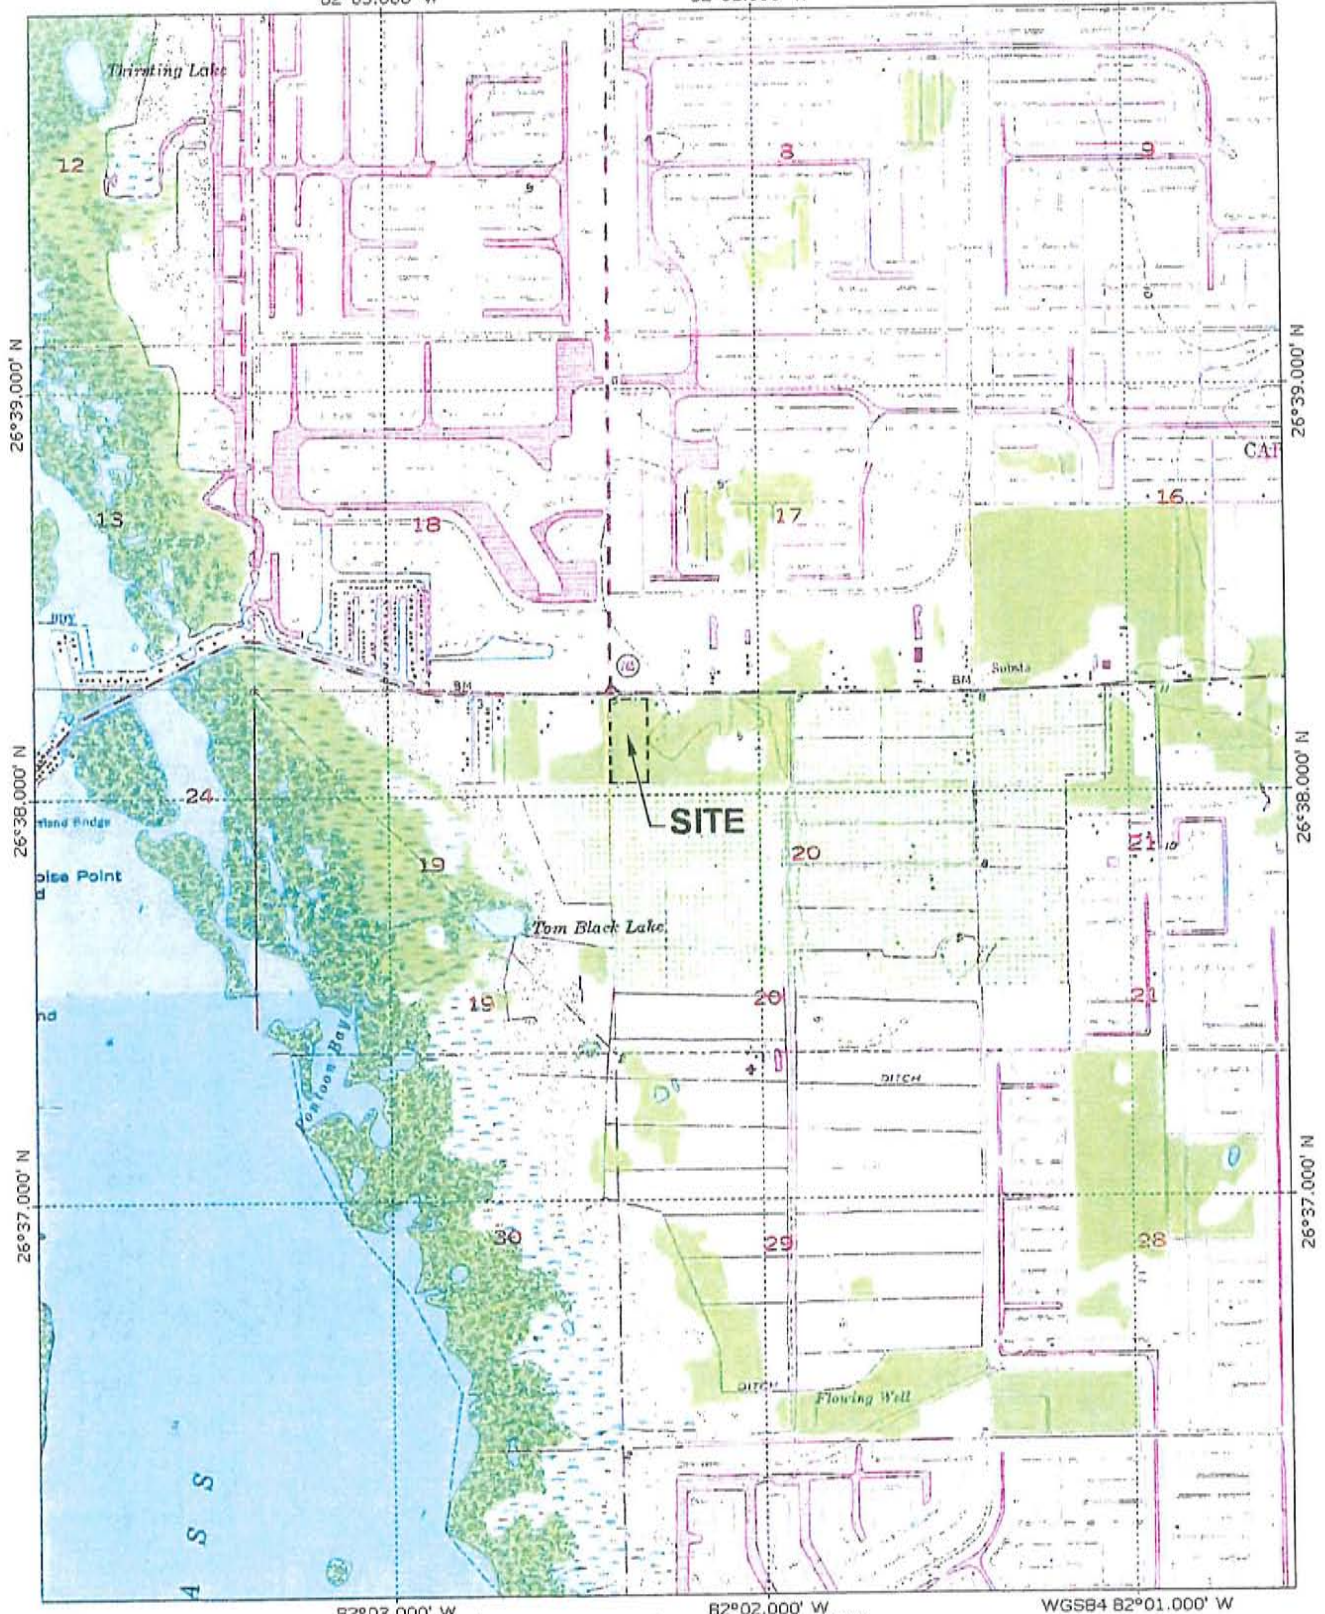 Thirsting Lake
12
8
9
26°39.000' N
26°39.000' N
CAP
13
18
17
16
BM
BM
Substa
24
SITE
26°38.000' N
26°38.000' N
19
20
21
10
Tom Black Lake
19
20
21
Pontoon Bay
DITCH
26°37.000' N
26°37.000' N
30
29
28
DITCH
Flowing Well
A S S
82°03.000' W
82°02.000' W
WGS84 82°01.000' W